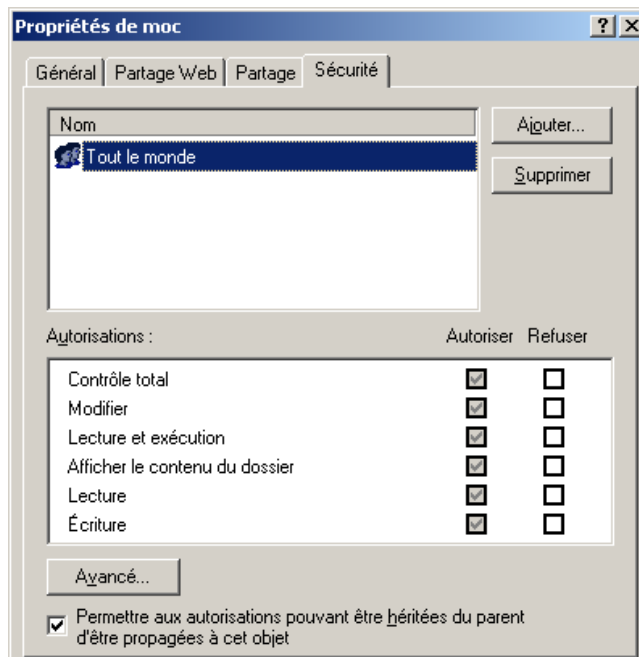 Propriétés de moc
Général Partage Web Partage Sécurité
Nom
Ajouter...
Tout le monde
Supprimer
Autorisations : Autoriser Refuser
Contrôle total
Modifier
Lecture et exécution
Afficher le contenu du dossier
Lecture
Écriture
Avancé...
Permettre aux autorisations pouvant être héritées du parent
d'être propagées à cet objet